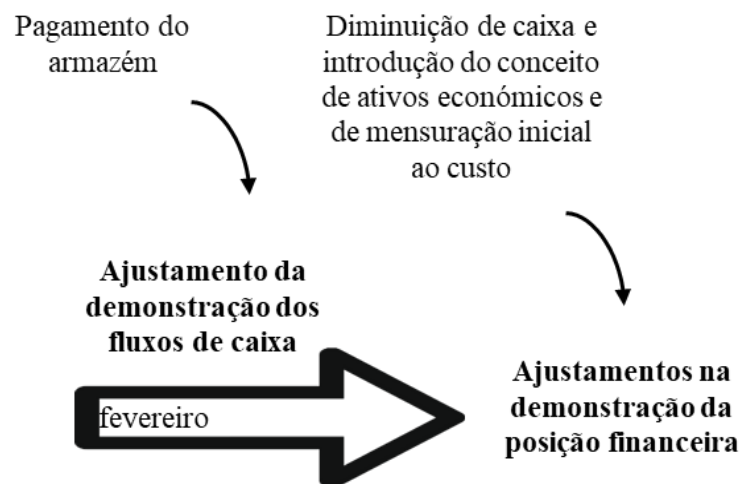 Pagamento do
armazém
Diminuição de caixa e
introdução do conceito
de ativos económicos e
de mensuração inicial
ao custo
Ajustamento da
demonstração dos
fluxos de caixa
fevereiro
Ajustamentos na
demonstração da
posição financeira